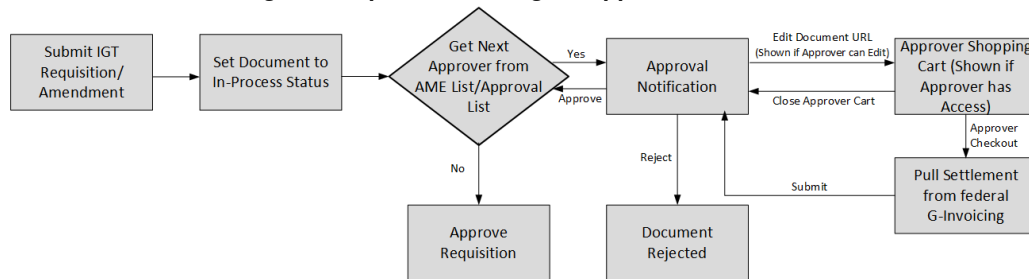 Submit IGT
Requisition/
Amendment
Set Document to
In-Process Status
Get Next
Approver from
AME List/Approval
List
Yes
Approve
No
Approve
Requisition
Approval
Notification
Reject
Document
Rejected
Edit Document URL
(Shown if Approver can Edit)
Close Approver Cart
Approver Shopping
Cart (Shown if
Approver has
Access)
Approver
Checkout
Submit
Pull Settlement
from federal
G-Invoicing